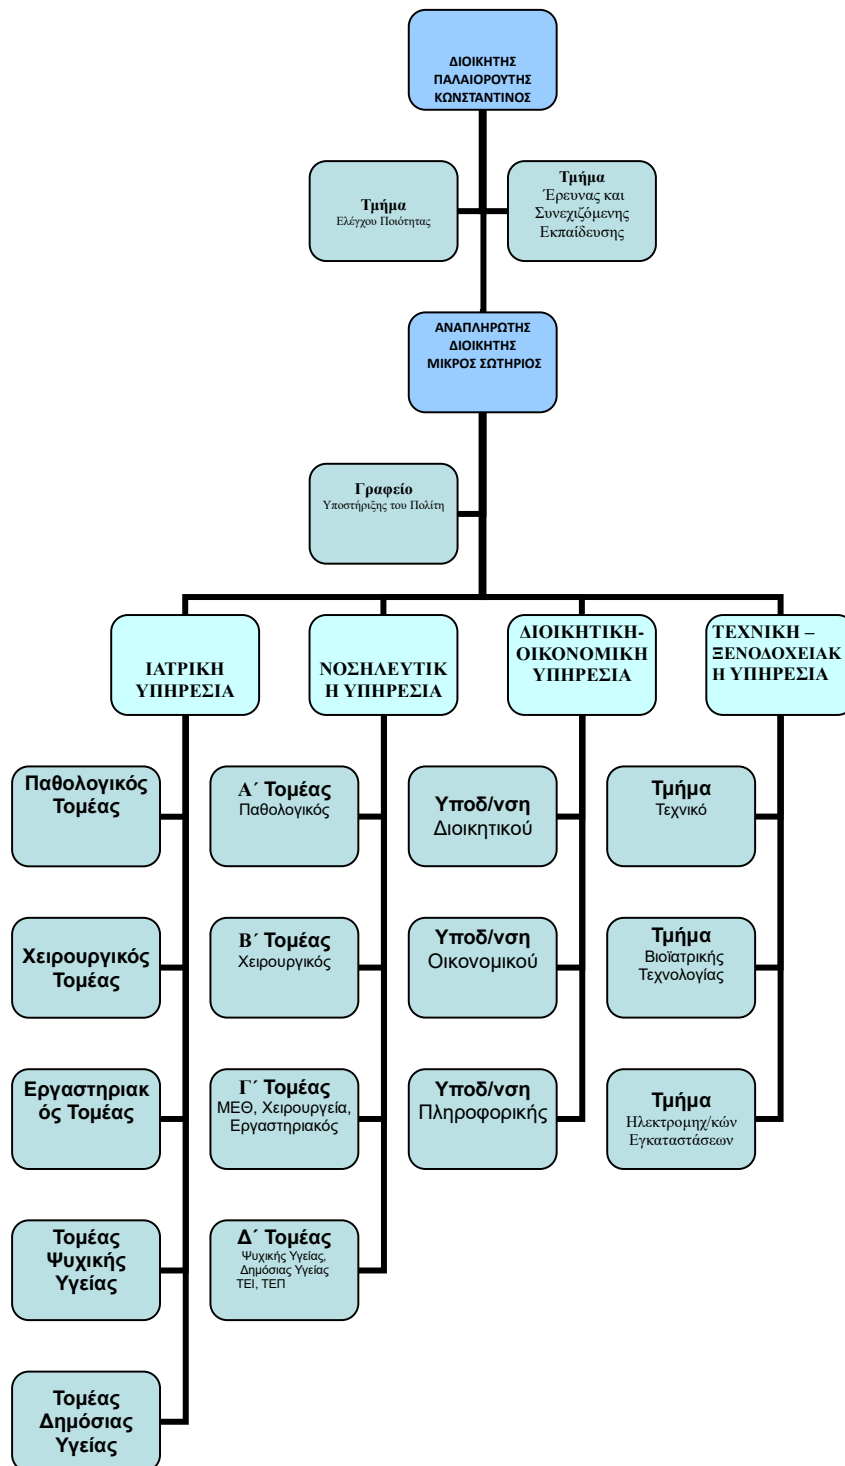 ΔΙΟΙΚΗΤΗΣ
ΠΑΛΑΙΟΡΟΥΤΗΣ
ΚΩΝΣΤΑΝΤΙΝΟΣ
Τμήμα
Ελέγχου Ποιότητας
Τμήμα
Έρευνας και
Συνεχιζόμενης
Εκπαίδευσης
ΑΝΑΠΛΗΡΩΤΗΣ
ΔΙΟΙΚΗΤΗΣ
ΜΙΚΡΟΣ ΣΩΤΗΡΙΟΣ
Γραφείο
Υποστήριξης του Πολίτη
ΙΑΤΡΙΚΗ
ΥΠΗΡΕΣΙΑ
ΝΟΣΗΛΕΥΤΙΚ
Η ΥΠΗΡΕΣΙΑ
ΔΙΟΙΚΗΤΙΚΗ-
ΟΙΚΟΝΟΜΙΚΗ
ΥΠΗΡΕΣΙΑ
ΤΕΧΝΙΚΗ –
ΞΕΝΟΔΟΧΕΙΑΚ
Η ΥΠΗΡΕΣΙΑ
Παθολογικός
Τομέας
Α΄ Τομέας
Παθολογικός
Υποδ/νση
Διοικητικού
Τμήμα
Τεχνικό
Χειρουργικός
Τομέας
Β΄ Τομέας
Χειρουργικός
Υποδ/νση
Οικονομικού
Τμήμα
Βιοϊατρικής
Τεχνολογίας
Εργαστηριακ
ός Τομέας
Γ΄ Τομέας
ΜΕΘ, Χειρουργεία,
Εργαστηριακός
Υποδ/νση
Πληροφορικής
Τμήμα
Ηλεκτρομηχ/κών
Εγκαταστάσεων
Τομέας
Ψυχικής
Υγείας
Δ΄ Τομέας
Ψυχικής Υγείας,
Δημόσιας Υγείας
ΤΕΙ, ΤΕΠ
Τομέας
Δημόσιας
Υγείας